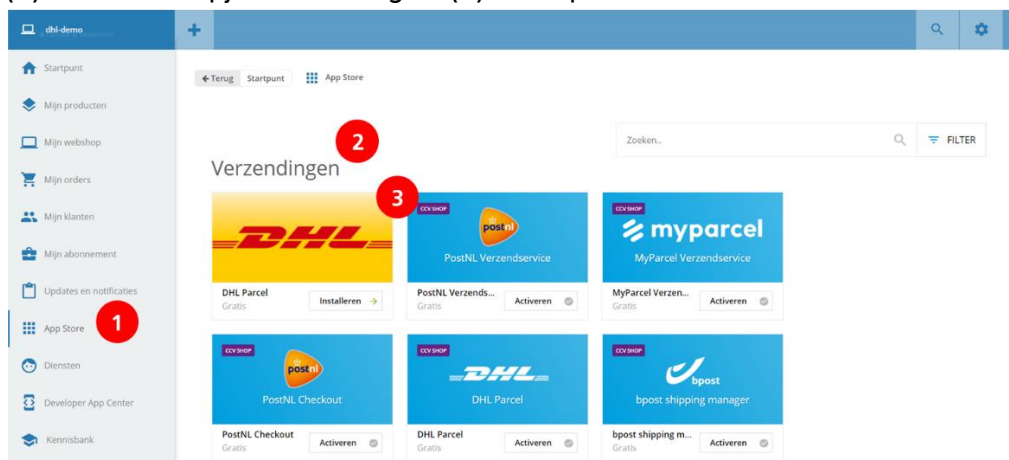 dhl-demo
Startpunt
Mijn producten
Mijn webshop
Mijn orders
Mijn klanten
Mijn abonnement
Updates en notificaties
App Store
1
Diensten
Developer App Center
Kennisbank
Terug Startpunt App Store
Zoeken..
FILTER
2
Verzendingen
3
DHL
DHL Parcel
Gratis
Installeren
CCV SHOP
postnl
PostNL Verzendservice
PostNL Verzends...
Gratis
Activeren
CCV SHOP
myparcel
MyParcel Verzendservice
MyParcel Verzen...
Gratis
Activeren
CCV SHOP
postnl
PostNL Checkout
PostNL Checkout
Gratis
Activeren
CCV SHOP
DHL
DHL Parcel
DHL Parcel
Gratis
Activeren
CCV SHOP
bpost
bpost shipping manager
bpost shipping m...
Gratis
Activeren